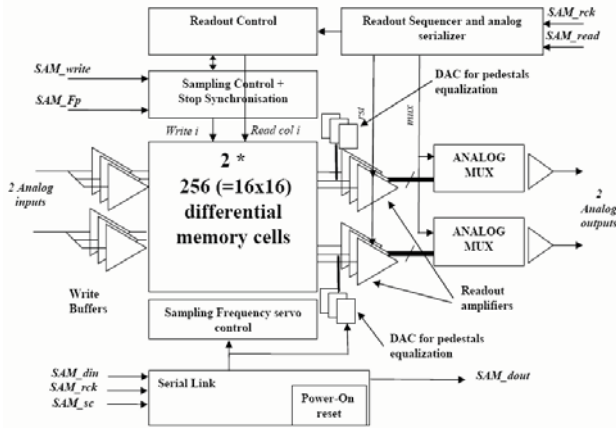 Readout Control
Readout Sequencer and analog
serializer
SAM_rck
SAM_read
SAM_write
SAM_Fp
Sampling Control +
Stop Synchronisation
DAC for pedestals
equalization
Write i
Read col i
rst
mux
2 *
256 (=16x16)
differential
memory cells
2 Analog
inputs
ANALOG
MUX
ANALOG
MUX
2
Analog
outputs
Write
Buffers
Readout
amplifiers
Sampling Frequency servo
control
DAC for pedestals
equalization
SAM_din
SAM_rck
SAM_sc
Serial Link
Power-On
reset
SAM_dout